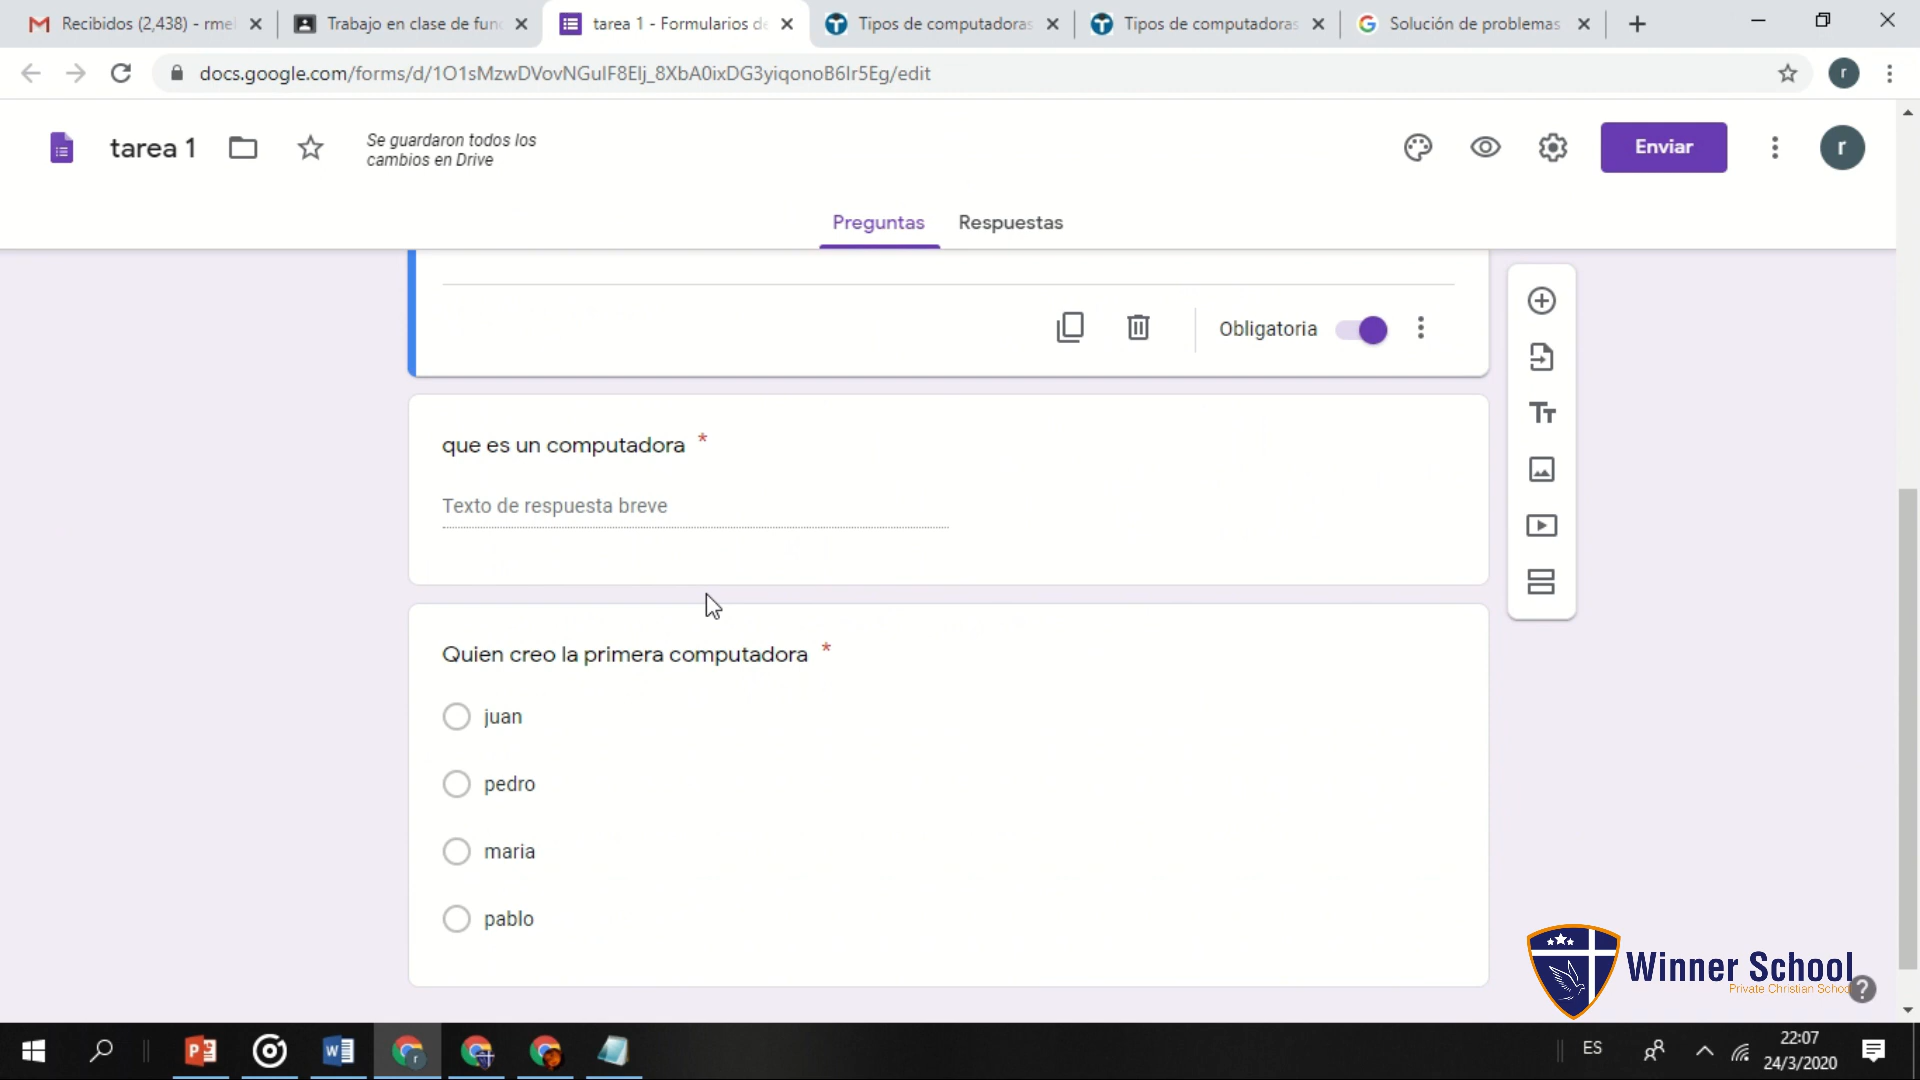 Recibidos (2,438) - rmel
Trabajo en clase de func
tarea 1 - Formularios de
Tipos de computadoras
Tipos de computadoras
Solución de problemas
docs.google.com/forms/d/1O1sMzwDVovNGuIF8EIj_8XbA0ixDG3yiqonoB6Ir5Eg/edit
r
tarea 1
Se guardaron todos los
cambios en Drive
Enviar
r
Preguntas Respuestas
Obligatoria
que es un computadora *
Texto de respuesta breve
Quien creo la primera computadora *
juan
pedro
maria
pablo
Winner School
Private Christian School
ES
22:07
24/3/2020